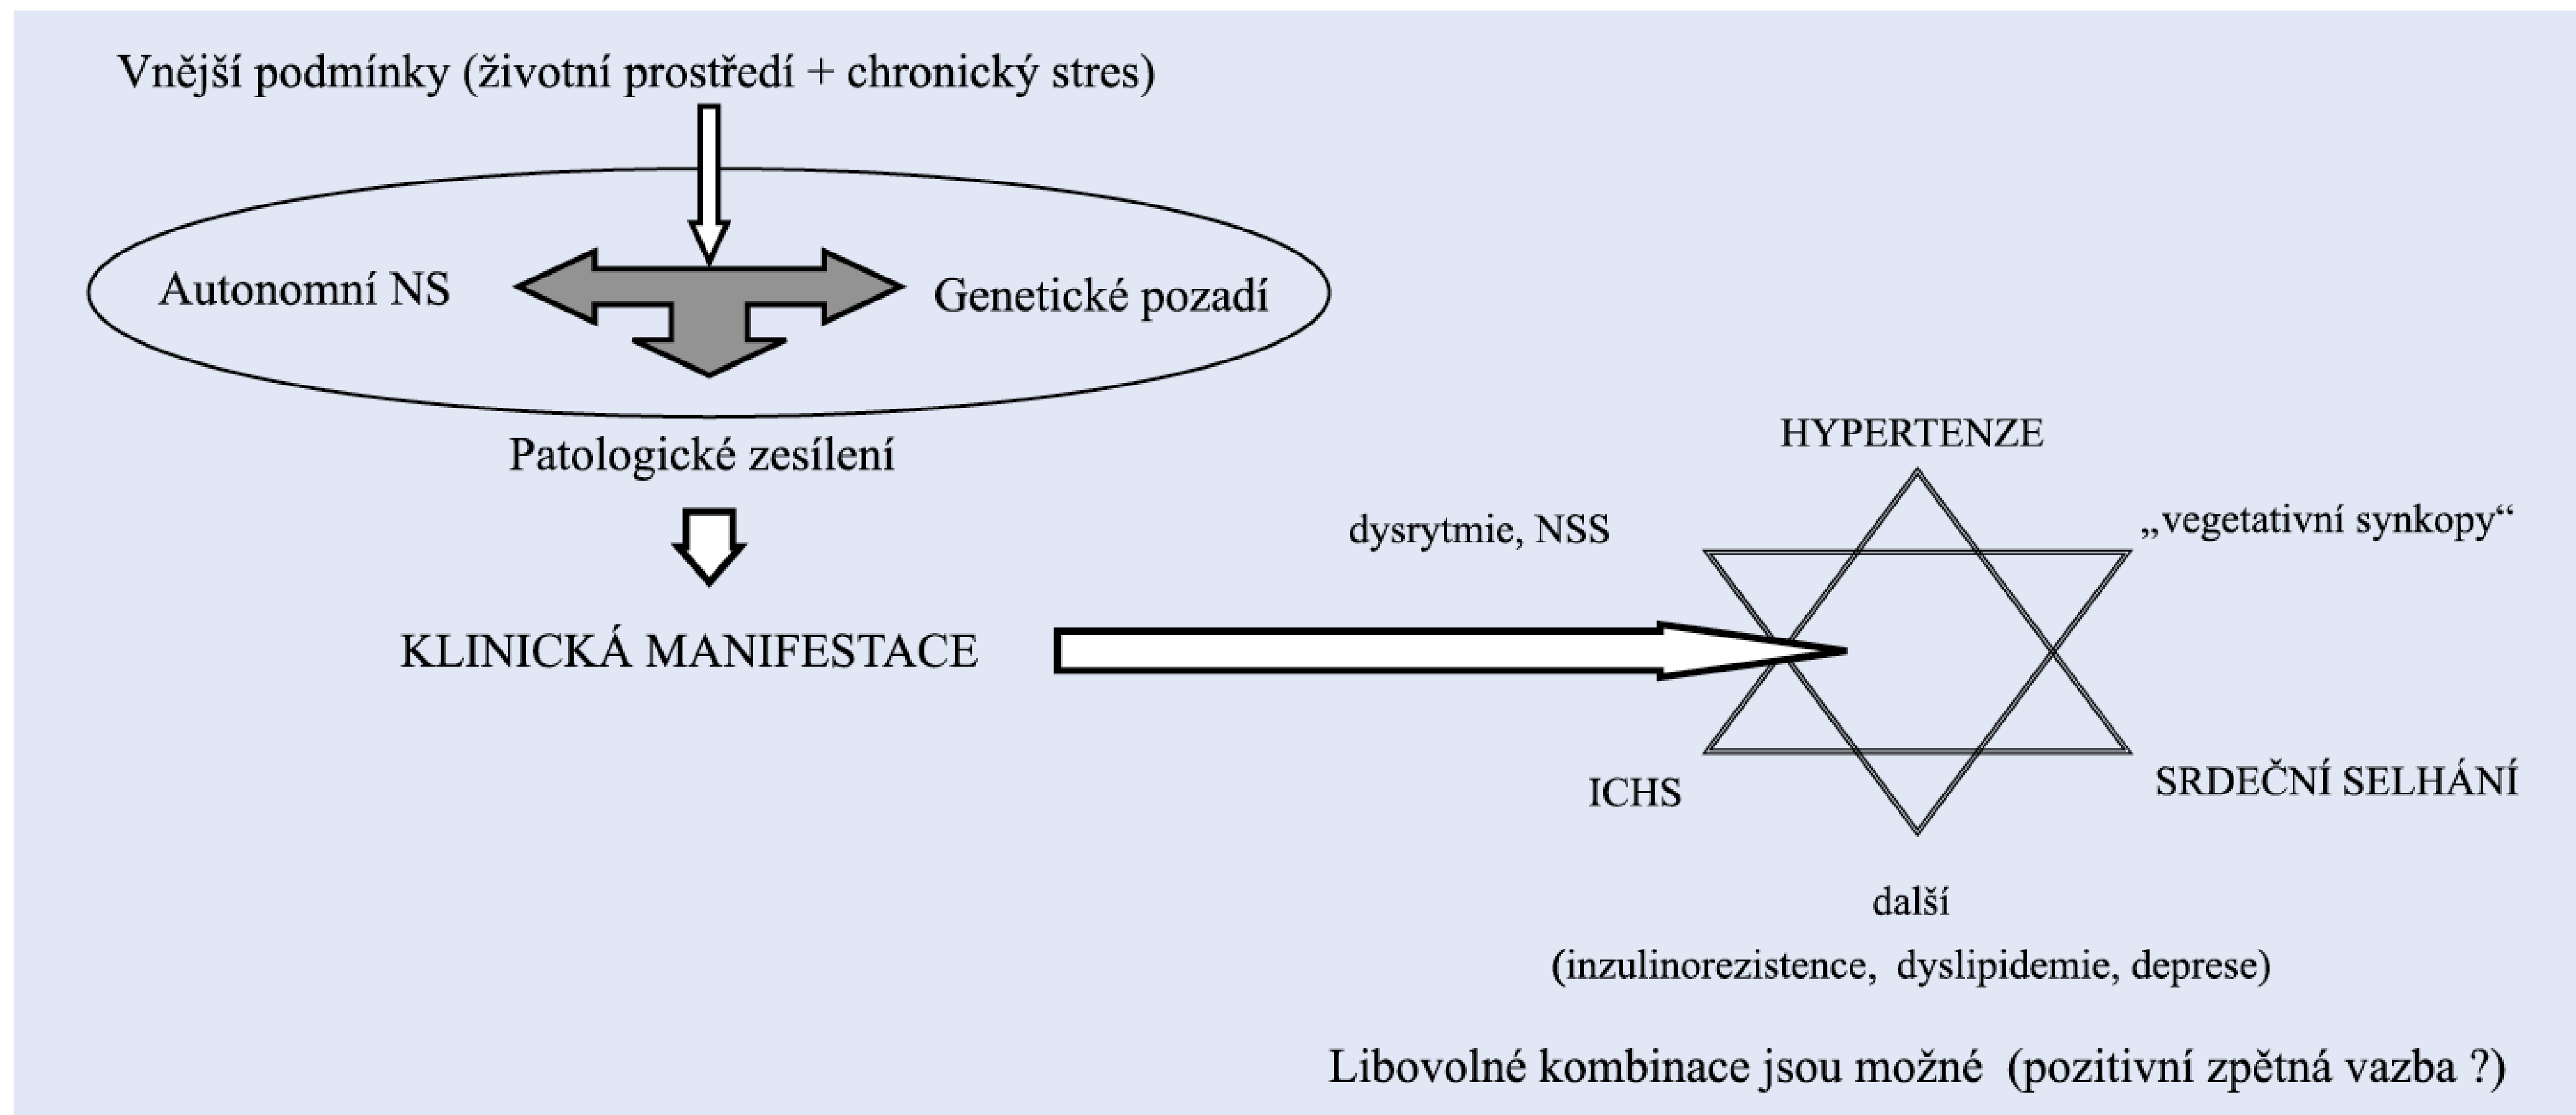 Vnější podmínky (životní prostředí + chronický stres)
Autonomní NS
Genetické pozadí
Patologické zesílení
KLINICKÁ MANIFESTACE
HYPERTENZE
dysrytmie, NSS
„vegetativní synkopy“
ICHS
SRDEČNÍ SELHÁNÍ
další
(inzulinorezistence, dyslipidemie, deprese)
Libovolné kombinace jsou možné (pozitivní zpětná vazba ?)